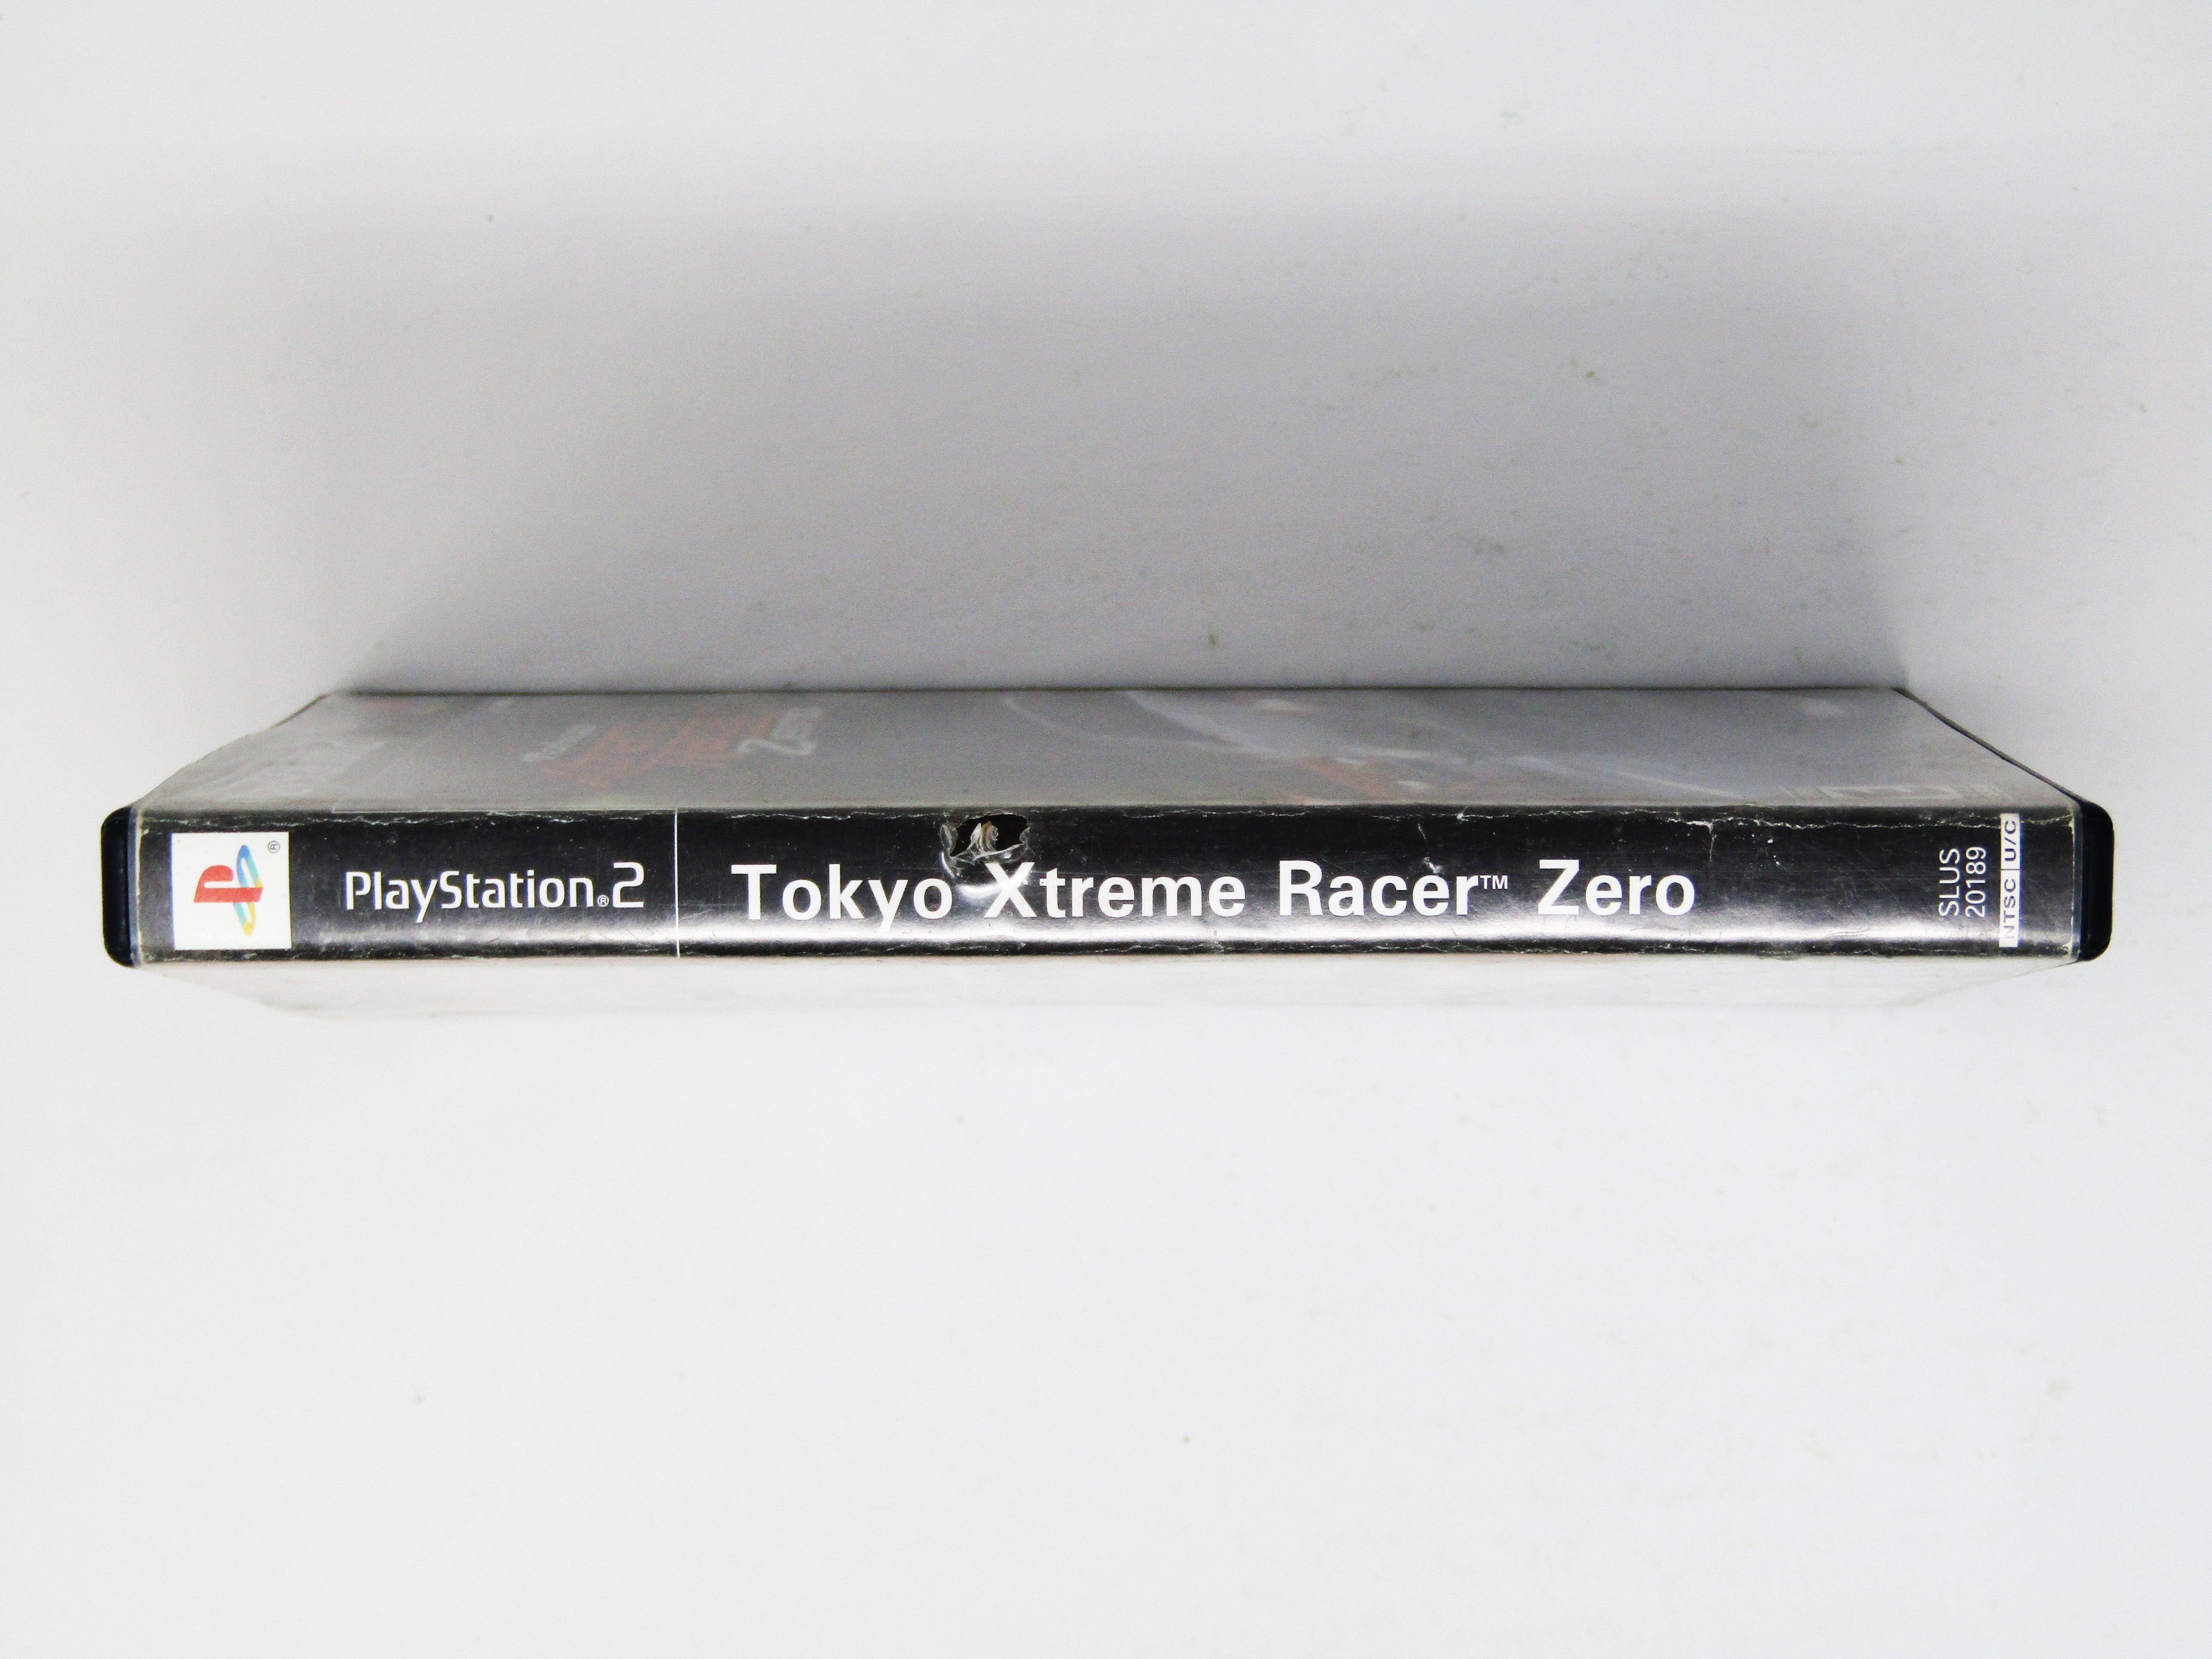 PlayStation®2
Tokyo Xtreme Racer™ Zero
SLUS
20189
NTSC U/C
®